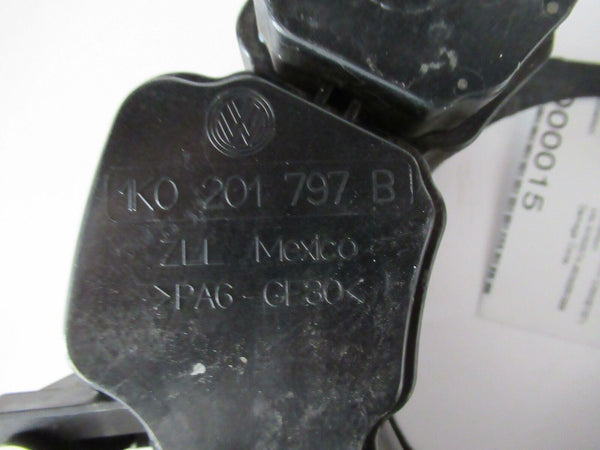 1K0 201 797 B
ZLL Mexico
>PA6-GF30<
000015